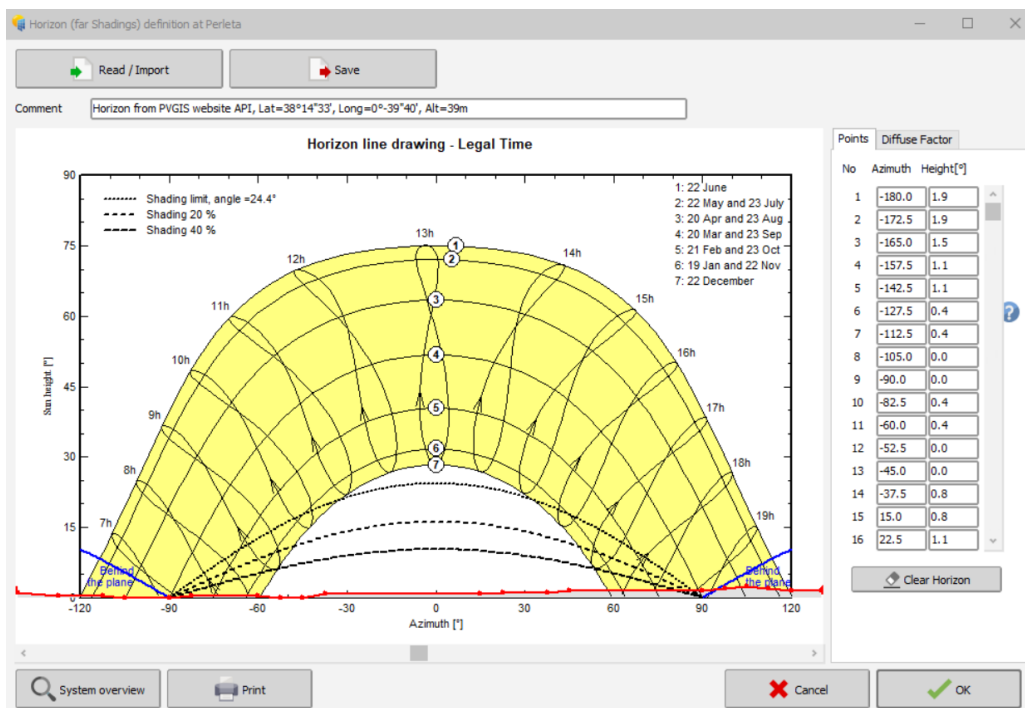 Horizon (far Shadings) definition at Perleta
Read / Import
Save
Comment
Horizon from PVGIS website API, Lat=38°14"33', Long=0°-39"40', Alt=39m
Horizon line drawing - Legal Time
Points
Diffuse Factor
No Azimuth Height[°]
1 -180.0 1.9
2 -172.5 1.9
3 -165.0 1.5
4 -157.5 1.1
5 -142.5 1.1
6 -127.5 0.4
7 -112.5 0.4
8 -105.0 0.0
9 -90.0 0.0
10 -82.5 0.4
11 -60.0 0.4
12 -52.5 0.0
13 -45.0 0.0
14 -37.5 0.8
15 15.0 0.8
16 22.5 1.1
?
Clear Horizon
Shading limit, angle =24.4°
Shading 20 %
Shading 40 %
1: 22 June
2: 22 May and 23 July
3: 20 Apr and 23 Aug
4: 20 Mar and 23 Sep
5: 21 Feb and 23 Oct
6: 19 Jan and 22 Nov
7: 22 December
90
75
60
45
30
15
0
Sun height [°]
7h
8h
9h
10h
11h
12h
13h
14h
15h
16h
17h
18h
19h
1
2
3
4
5
6
7
Behind
the plane
Behind
the plane
-120 -90 -60 -30 0 30 60 90 120
Azimuth [°]
System overview
Print
Cancel
OK